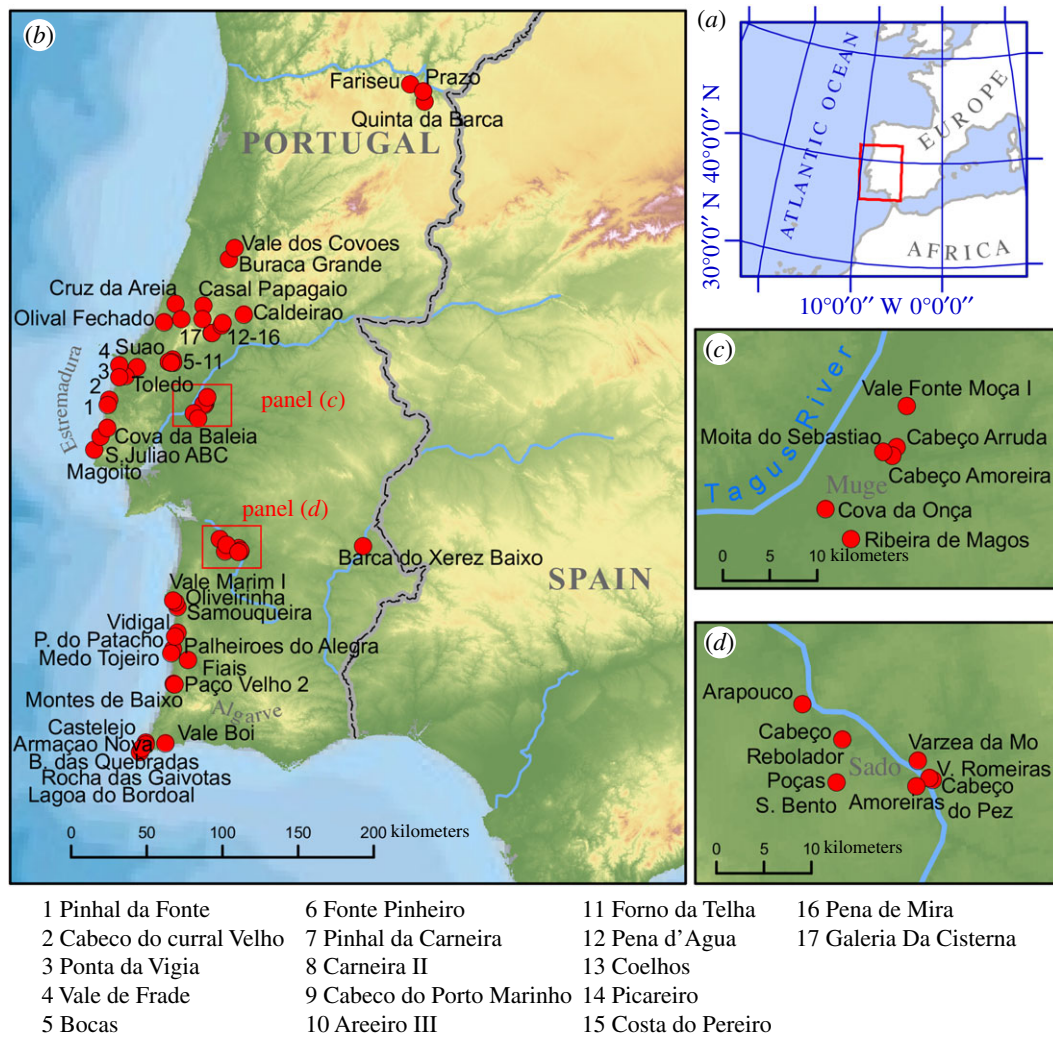 (b)
Fariseu
Prazo
Quinta da Barca
PORTUGAL
Vale dos Covoes
Buraca Grande
Cruz da Areia
Casal Papagaio
Olival Fechado
Caldeirao
17
12-16
4
Suao
5-11
3
Toledo
2
1
Estremadura
panel (c)
Cova da Baleia
S.Juliao ABC
Magoito
panel (d)
Barca do Xerez Baixo
SPAIN
Vale Marim I
Oliveirinha
Samouqueira
Vidigal
P. do Patacho
Palheiroes do Alegra
Medo Tojeiro
Fiais
Paço Velho 2
Montes de Baixo
Algarve
Castelejo
Vale Boi
Armaçao Nova
B. das Quebradas
Rocha das Gaivotas
Lagoa do Bordoal
0 50 100 200 kilometers
(a)
ATLANTIC OCEAN
EUROPE
AFRICA
30°0′0″ N 40°0′0″ N
10°0′0″ W 0°0′0″
(c)
Tagus River
Vale Fonte Moça I
Moita do Sebastiao
Cabeço Arruda
Cabeço Amoreira
Muge
Cova da Onça
Ribeira de Magos
0 5 10 kilometers
(d)
Arapouco
Cabeço
Rebolador
Varzea da Mo
Sado
V. Romeiras
Poças
S. Bento
Amoreiras
Cabeço
do Pez
0 5 10 kilometers
1 Pinhal da Fonte
2 Cabeco do curral Velho
3 Ponta da Vigia
4 Vale de Frade
5 Bocas
6 Fonte Pinheiro
7 Pinhal da Carneira
8 Carneira II
9 Cabeco do Porto Marinho
10 Areeiro III
11 Forno da Telha
12 Pena d'Agua
13 Coelhos
14 Picareiro
15 Costa do Pereiro
16 Pena de Mira
17 Galeria Da Cisterna